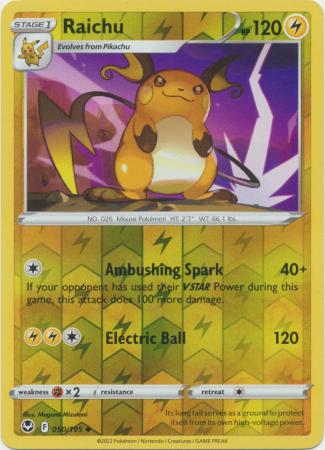 STAGE 1
Raichu
HP 120
Evolves from Pikachu
NO. 026 Mouse Pokémon HT: 2'7" WT: 66.1 lbs.
Ambushing Spark 40+
If your opponent has used their VSTAR Power during this
game, this attack does 100 more damage.
Electric Ball 120
weakness ×2 resistance retreat
Illus. Megumi Mizutani
F 050/195
Its long tail serves as a ground to protect
itself from its own high-voltage power.
©2022 Pokémon / Nintendo / Creatures / GAME FREAK